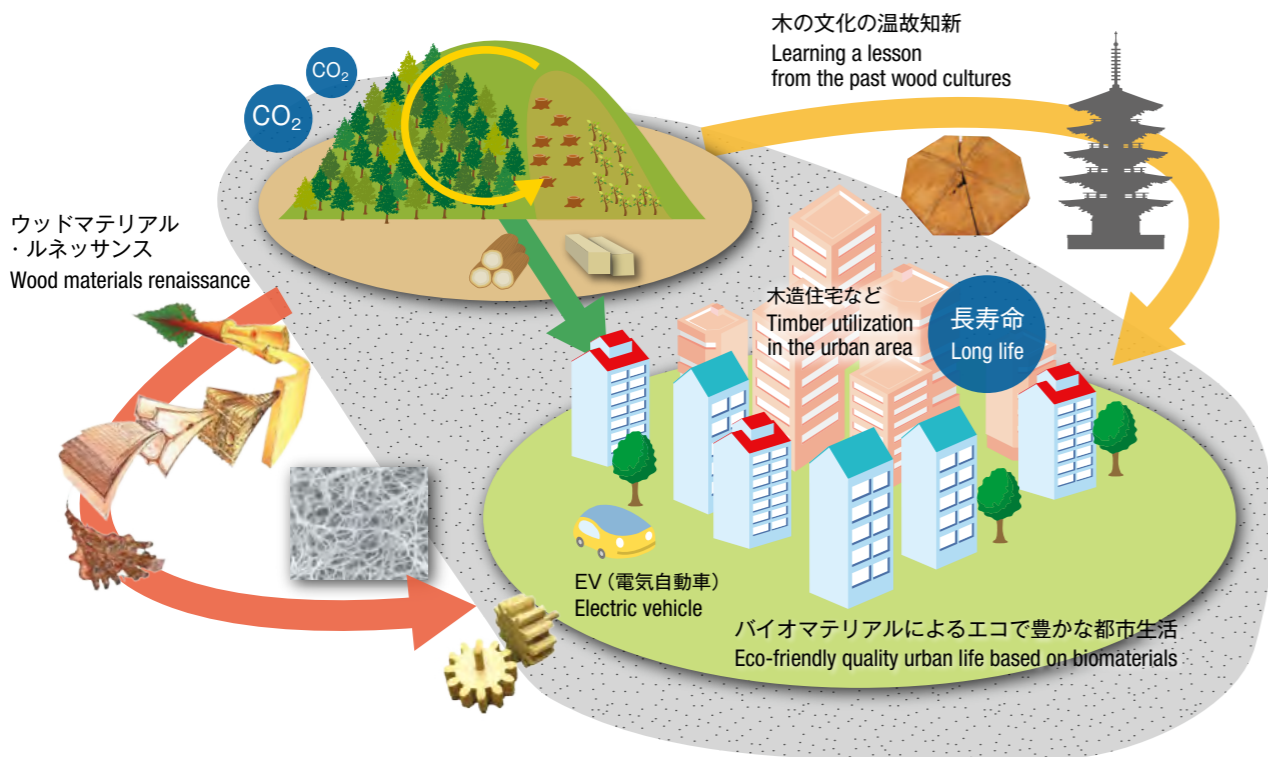 木の文化の温故知新
Learning a lesson
from the past wood cultures
CO₂
CO₂
ウッドマテリアル
・ルネッサンス
Wood materials renaissance
木造住宅など
Timber utilization
in the urban area
長寿命
Long life
EV（電気自動車）
Electric vehicle
バイオマテリアルによるエコで豊かな都市生活
Eco-friendly quality urban life based on biomaterials